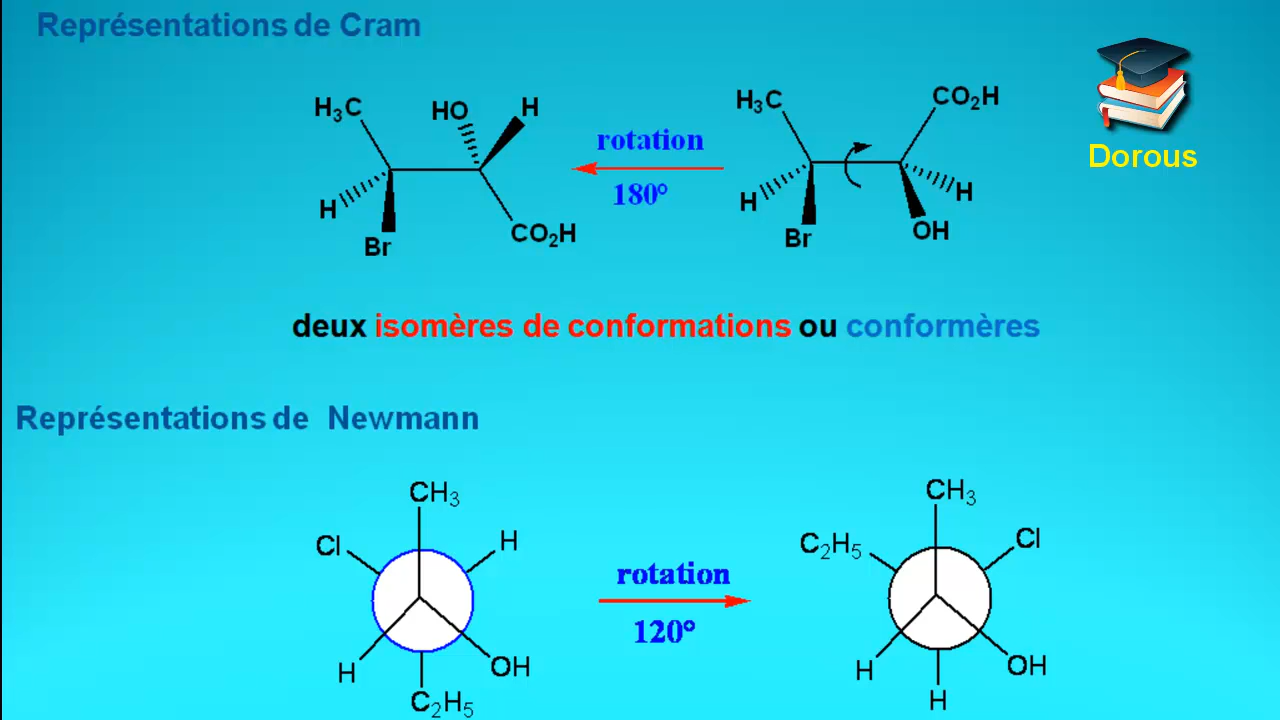 Représentations de Cram
Dorous
H₃C HO H
H Br CO₂H
rotation
180°
H₃C CO₂H
H Br OH H
deux isomères de conformations ou conformères
Représentations de Newmann
CH₃
Cl H
H OH
C₂H₅
rotation
120°
CH₃
C₂H₅ Cl
H OH
H